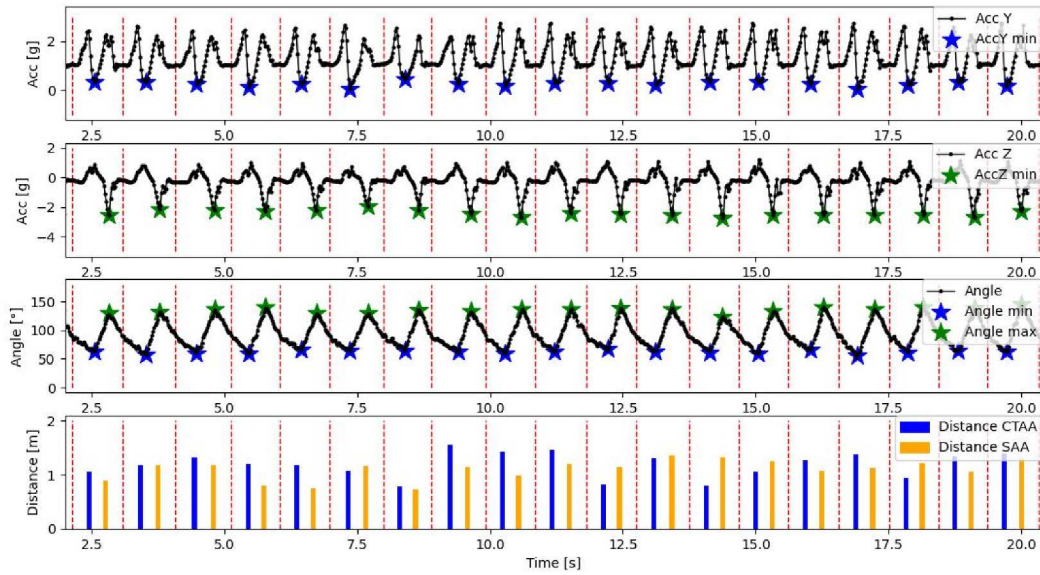 Acc [g]
2
0
Acc Y
AccY min
2.5 5.0 7.5 10.0 12.5 15.0 17.5 20.0
Acc [g]
2
0
−2
−4
Acc Z
AccZ min
2.5 5.0 7.5 10.0 12.5 15.0 17.5 20.0
Angle [°]
150
100
50
0
Angle
Angle min
Angle max
2.5 5.0 7.5 10.0 12.5 15.0 17.5 20.0
Distance [m]
2
1
0
Distance CTAA
Distance SAA
2.5 5.0 7.5 10.0 12.5 15.0 17.5 20.0
Time [s]